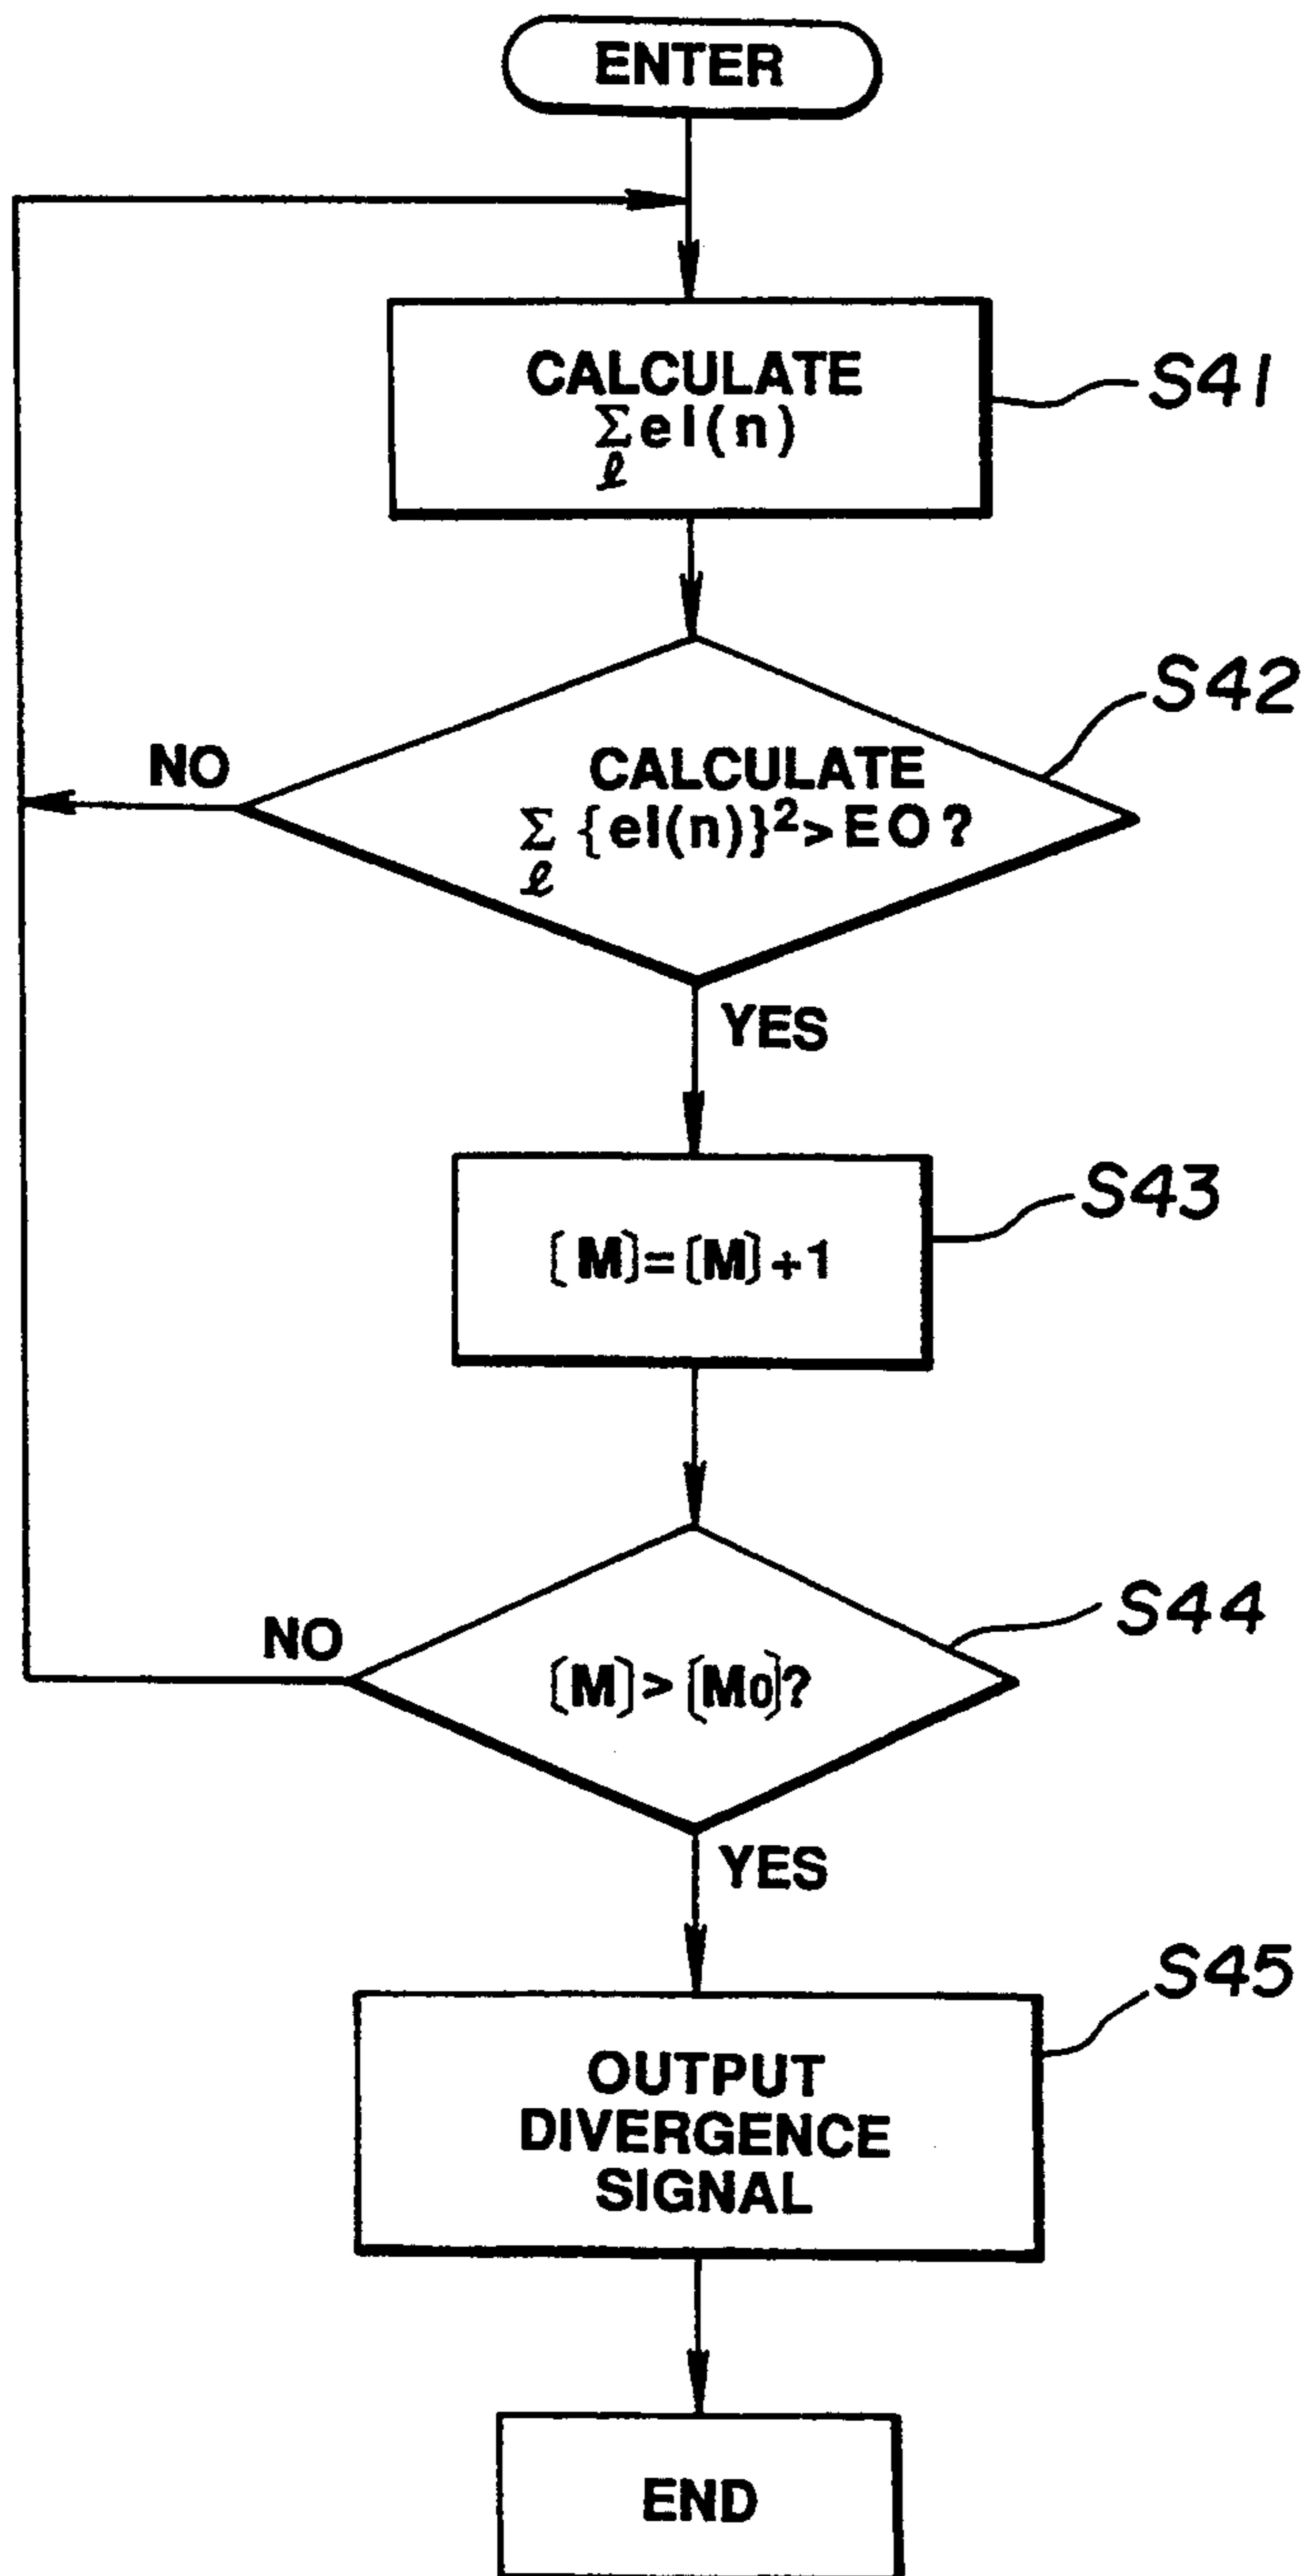 ENTER
CALCULATE
Σ el(n)
ℓ
S41
S42
NO
CALCULATE
Σ {el(n)}²>EO?
ℓ
YES
S43
[M]=[M]+1
S44
NO
[M]>[M0]?
YES
S45
OUTPUT
DIVERGENCE
SIGNAL
END